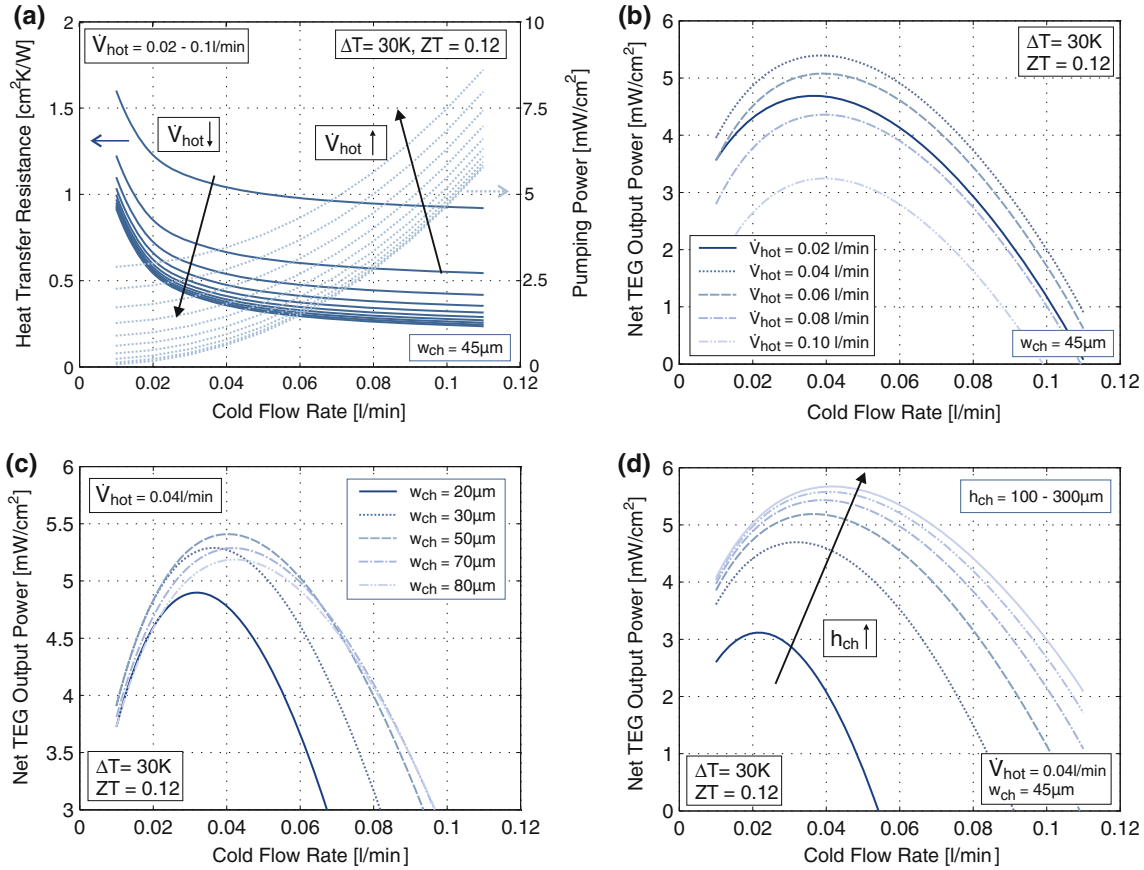 (a)
V̇hot = 0.02 - 0.1l/min
ΔT= 30K, ZT = 0.12
V̇hot ↓
V̇hot ↑
wch = 45μm
Heat Transfer Resistance [cm²K/W]
0 0.5 1 1.5 2
Pumping Power [mW/cm²]
0 2.5 5 7.5 10
0 0.02 0.04 0.06 0.08 0.1 0.12
Cold Flow Rate [l/min]
(b)
ΔT= 30K
ZT = 0.12
V̇hot = 0.02 l/min
V̇hot = 0.04 l/min
V̇hot = 0.06 l/min
V̇hot = 0.08 l/min
V̇hot = 0.10 l/min
wch = 45μm
Net TEG Output Power [mW/cm²]
0 1 2 3 4 5 6
0 0.02 0.04 0.06 0.08 0.1 0.12
Cold Flow Rate [l/min]
(c)
V̇hot = 0.04l/min
wch = 20μm
wch = 30μm
wch = 50μm
wch = 70μm
wch = 80μm
ΔT= 30K
ZT = 0.12
Net TEG Output Power [mW/cm²]
3 3.5 4 4.5 5 5.5 6
0 0.02 0.04 0.06 0.08 0.1 0.12
Cold Flow Rate [l/min]
(d)
hch = 100 - 300μm
hch ↑
ΔT= 30K
ZT = 0.12
V̇hot = 0.04l/min
wch = 45μm
Net TEG Output Power [mW/cm²]
0 1 2 3 4 5 6
0 0.02 0.04 0.06 0.08 0.1 0.12
Cold Flow Rate [l/min]